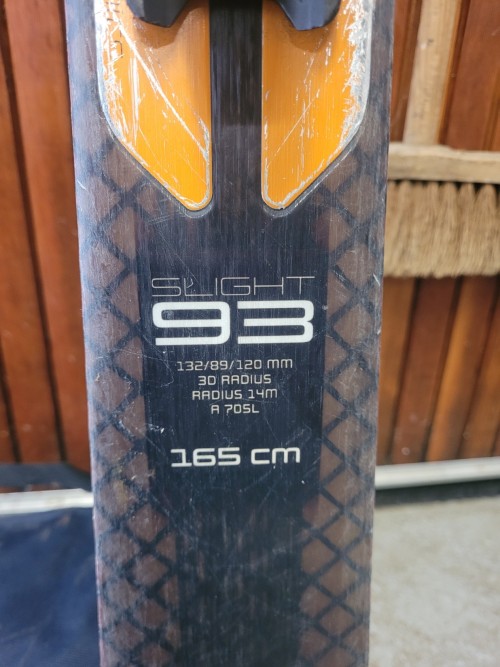 SLIGHT
93
132/89/120 MM
3D RADIUS
RADIUS 14M
R 70SL
165 CM